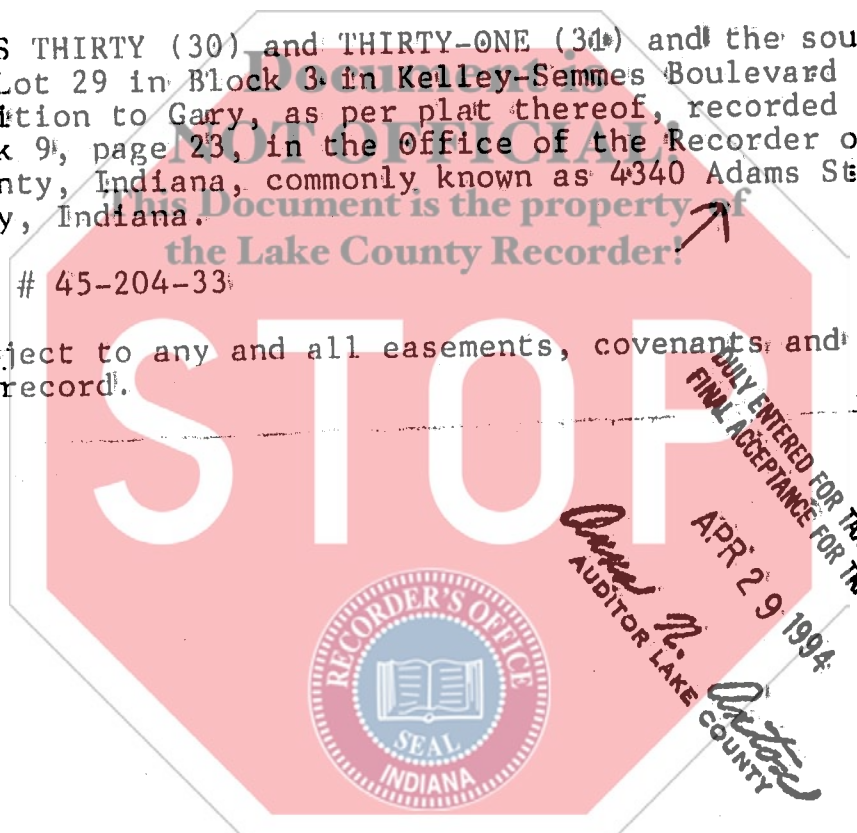 S THIRTY (30) and THIRTY-ONE (31) and the sou
Lot 29 in Block 3 in Kelley-Semmes Boulevard
ition to Gary, as per plat thereof, recorded
k 9, page 23, in the Office of the Recorder o
nty, Indiana, commonly known as 4340 Adams St
y, Indiana.
# 45-204-33
ject to any and all easements, covenants and
record.
Document is
NOT OFFICIAL!
This Document is the property of
the Lake County Recorder!
STOP
DULY ENTERED FOR TAX
FINAL ACCEPTANCE FOR TR
APR 29 1994
Anna N. Anton
AUDITOR LAKE COUNTY
RECORDER'S OFFICE
SEAL
INDIANA